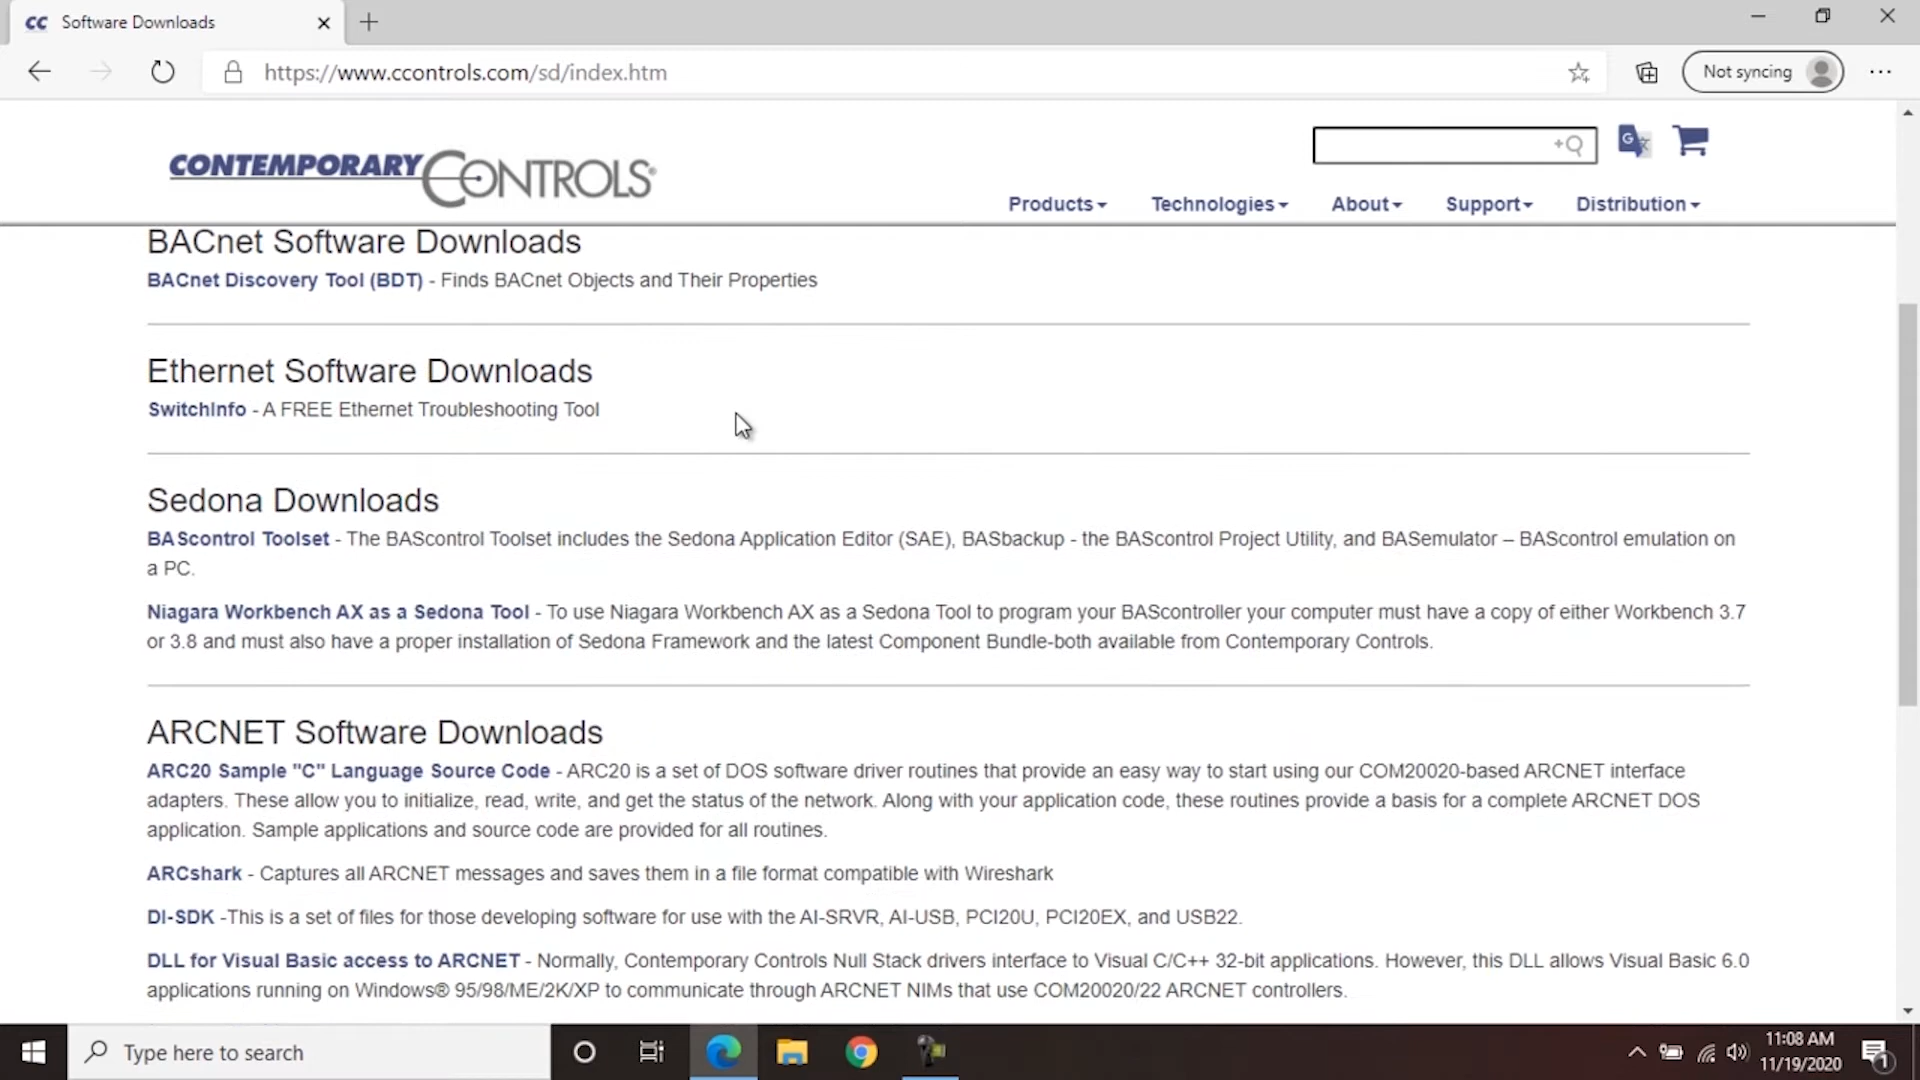 CC Software Downloads
https://www.ccontrols.com/sd/index.htm
Not syncing
CONTEMPORARY CONTROLS®
Products Technologies About Support Distribution
BACnet Software Downloads
BACnet Discovery Tool (BDT) - Finds BACnet Objects and Their Properties
Ethernet Software Downloads
SwitchInfo - A FREE Ethernet Troubleshooting Tool
Sedona Downloads
BAScontrol Toolset - The BAScontrol Toolset includes the Sedona Application Editor (SAE), BASbackup - the BAScontrol Project Utility, and BASemulator – BAScontrol emulation on
a PC.
Niagara Workbench AX as a Sedona Tool - To use Niagara Workbench AX as a Sedona Tool to program your BAScontroller your computer must have a copy of either Workbench 3.7
or 3.8 and must also have a proper installation of Sedona Framework and the latest Component Bundle-both available from Contemporary Controls.
ARCNET Software Downloads
ARC20 Sample "C" Language Source Code - ARC20 is a set of DOS software driver routines that provide an easy way to start using our COM20020-based ARCNET interface
adapters. These allow you to initialize, read, write, and get the status of the network. Along with your application code, these routines provide a basis for a complete ARCNET DOS
application. Sample applications and source code are provided for all routines.
ARCshark - Captures all ARCNET messages and saves them in a file format compatible with Wireshark
DI-SDK -This is a set of files for those developing software for use with the AI-SRVR, AI-USB, PCI20U, PCI20EX, and USB22.
DLL for Visual Basic access to ARCNET - Normally, Contemporary Controls Null Stack drivers interface to Visual C/C++ 32-bit applications. However, this DLL allows Visual Basic 6.0
applications running on Windows® 95/98/ME/2K/XP to communicate through ARCNET NIMs that use COM20020/22 ARCNET controllers.
Type here to search
11:08 AM
11/19/2020
1